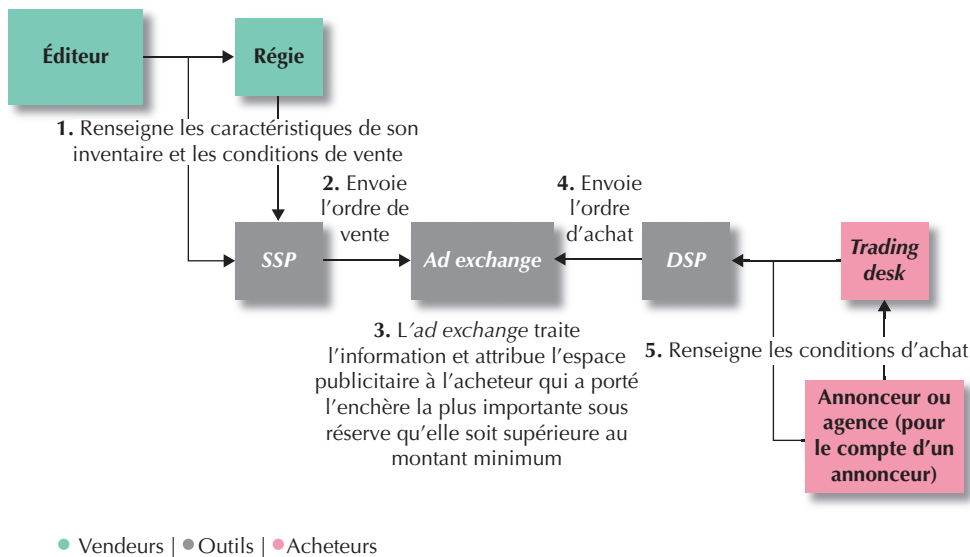 Éditeur
Régie
1. Renseigne les caractéristiques de son
inventaire et les conditions de vente
2. Envoie
l'ordre de
vente
4. Envoie
l'ordre
d'achat
SSP
Ad exchange
DSP
Trading
desk
3. L'ad exchange traite
l'information et attribue l'espace
publicitaire à l'acheteur qui a porté
l'enchère la plus importante sous
réserve qu'elle soit supérieure au
montant minimum
5. Renseigne les conditions d'achat
Annonceur ou
agence (pour
le compte d'un
annonceur)
Vendeurs | Outils | Acheteurs